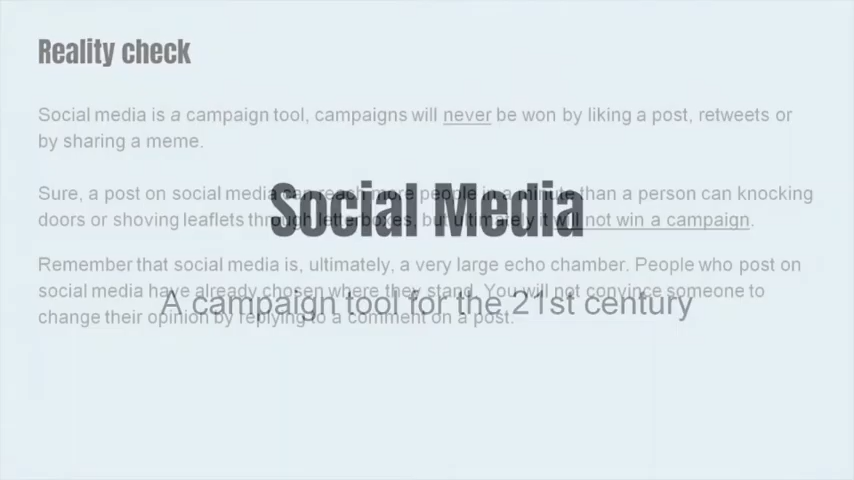 Reality check
Social media is a campaign tool, campaigns will never be won by liking a post, retweets or
by sharing a meme.
Sure, a post on social media can reach more people in a minute than a person can knocking
Social Media
doors or shoving leaflets through letterboxes, but ultimately it will not win a campaign.
Remember that social media is, ultimately, a very large echo chamber. People who post on
social media have already chosen where they stand. You will not convince someone to
A campaign tool for the 21st century
change their opinion by replying to a comment on a post.